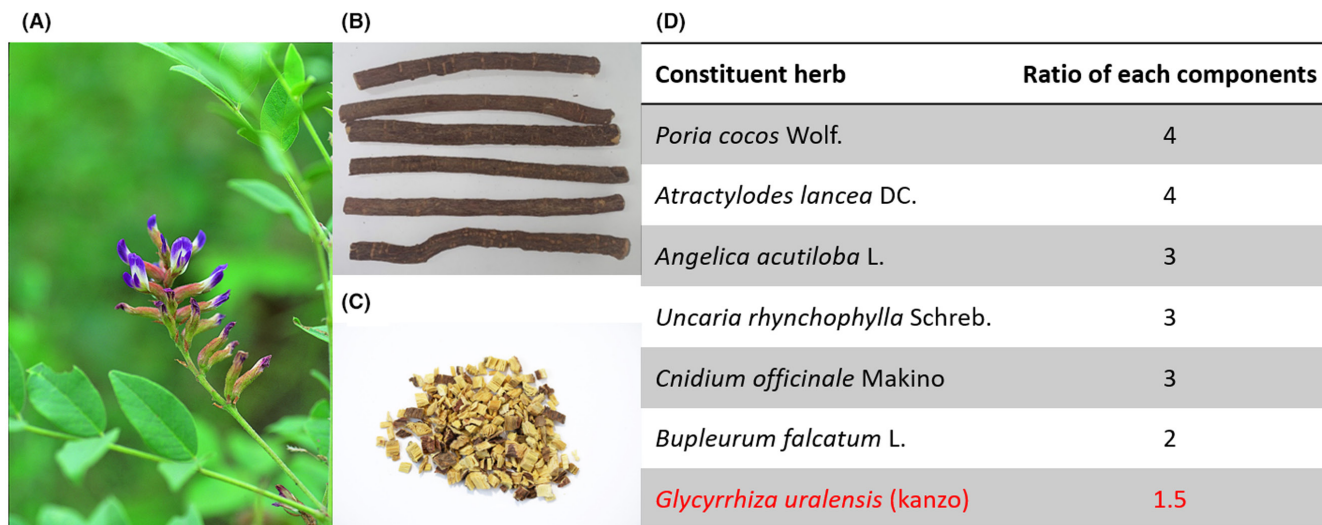 (A)
(B)
(C)
(D)
Constituent herb Ratio of each components
Poria cocos Wolf. 4
Atractylodes lancea DC. 4
Angelica acutiloba L. 3
Uncaria rhynchophylla Schreb. 3
Cnidium officinale Makino 3
Bupleurum falcatum L. 2
Glycyrrhiza uralensis (kanzo) 1.5